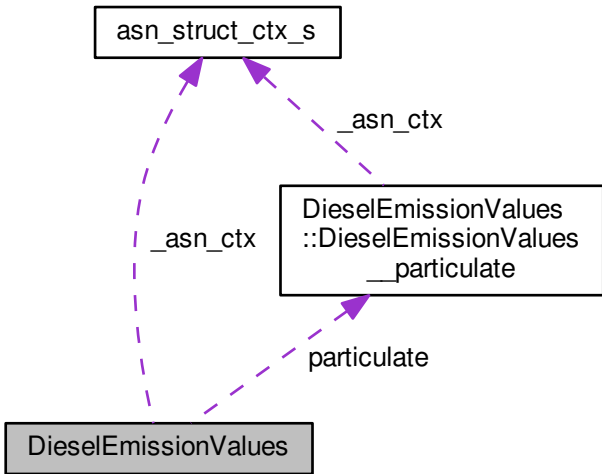 asn_struct_ctx_s
_asn_ctx
DieselEmissionValues
::DieselEmissionValues
__particulate
_asn_ctx
particulate
DieselEmissionValues